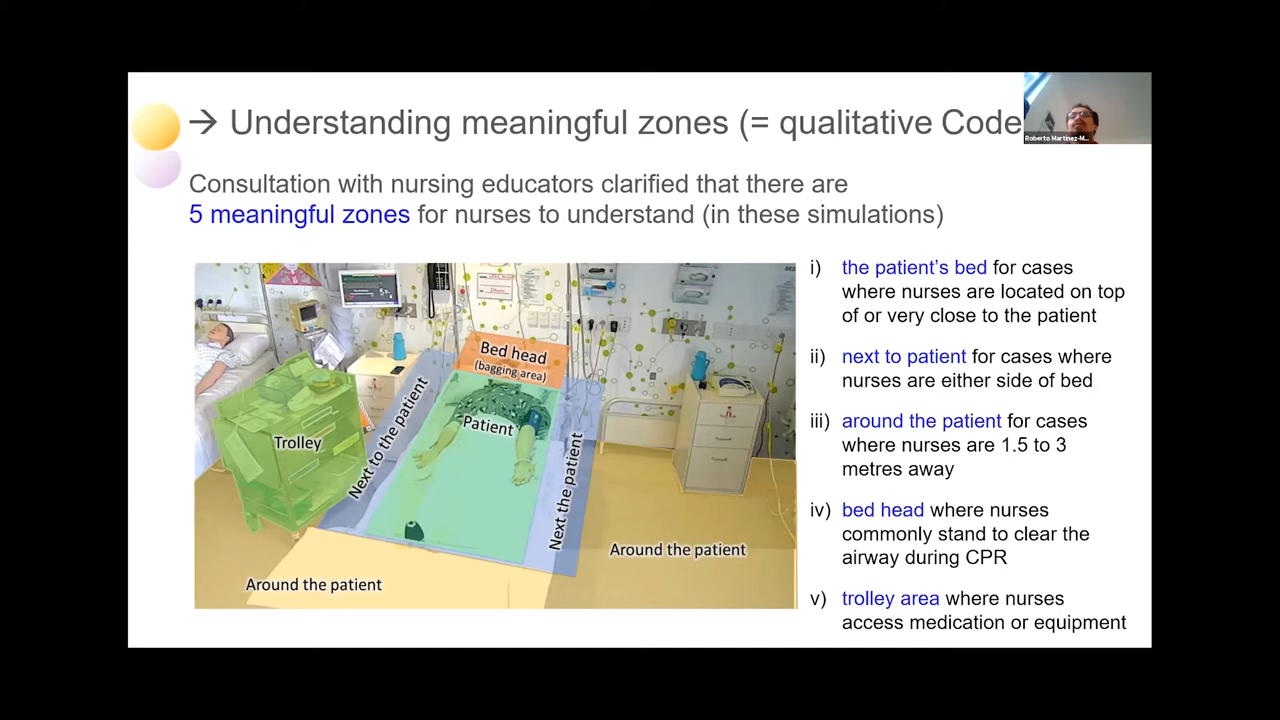 → Understanding meaningful zones (= qualitative Code
Roberto Martinez-M...
Consultation with nursing educators clarified that there are
5 meaningful zones for nurses to understand (in these simulations)
Bed head
(bagging area)
Patient
Trolley
Next to the patient
Next the patient
Around the patient
Around the patient
i) the patient's bed for cases
where nurses are located on top
of or very close to the patient
ii) next to patient for cases where
nurses are either side of bed
iii) around the patient for cases
where nurses are 1.5 to 3
metres away
iv) bed head where nurses
commonly stand to clear the
airway during CPR
v) trolley area where nurses
access medication or equipment